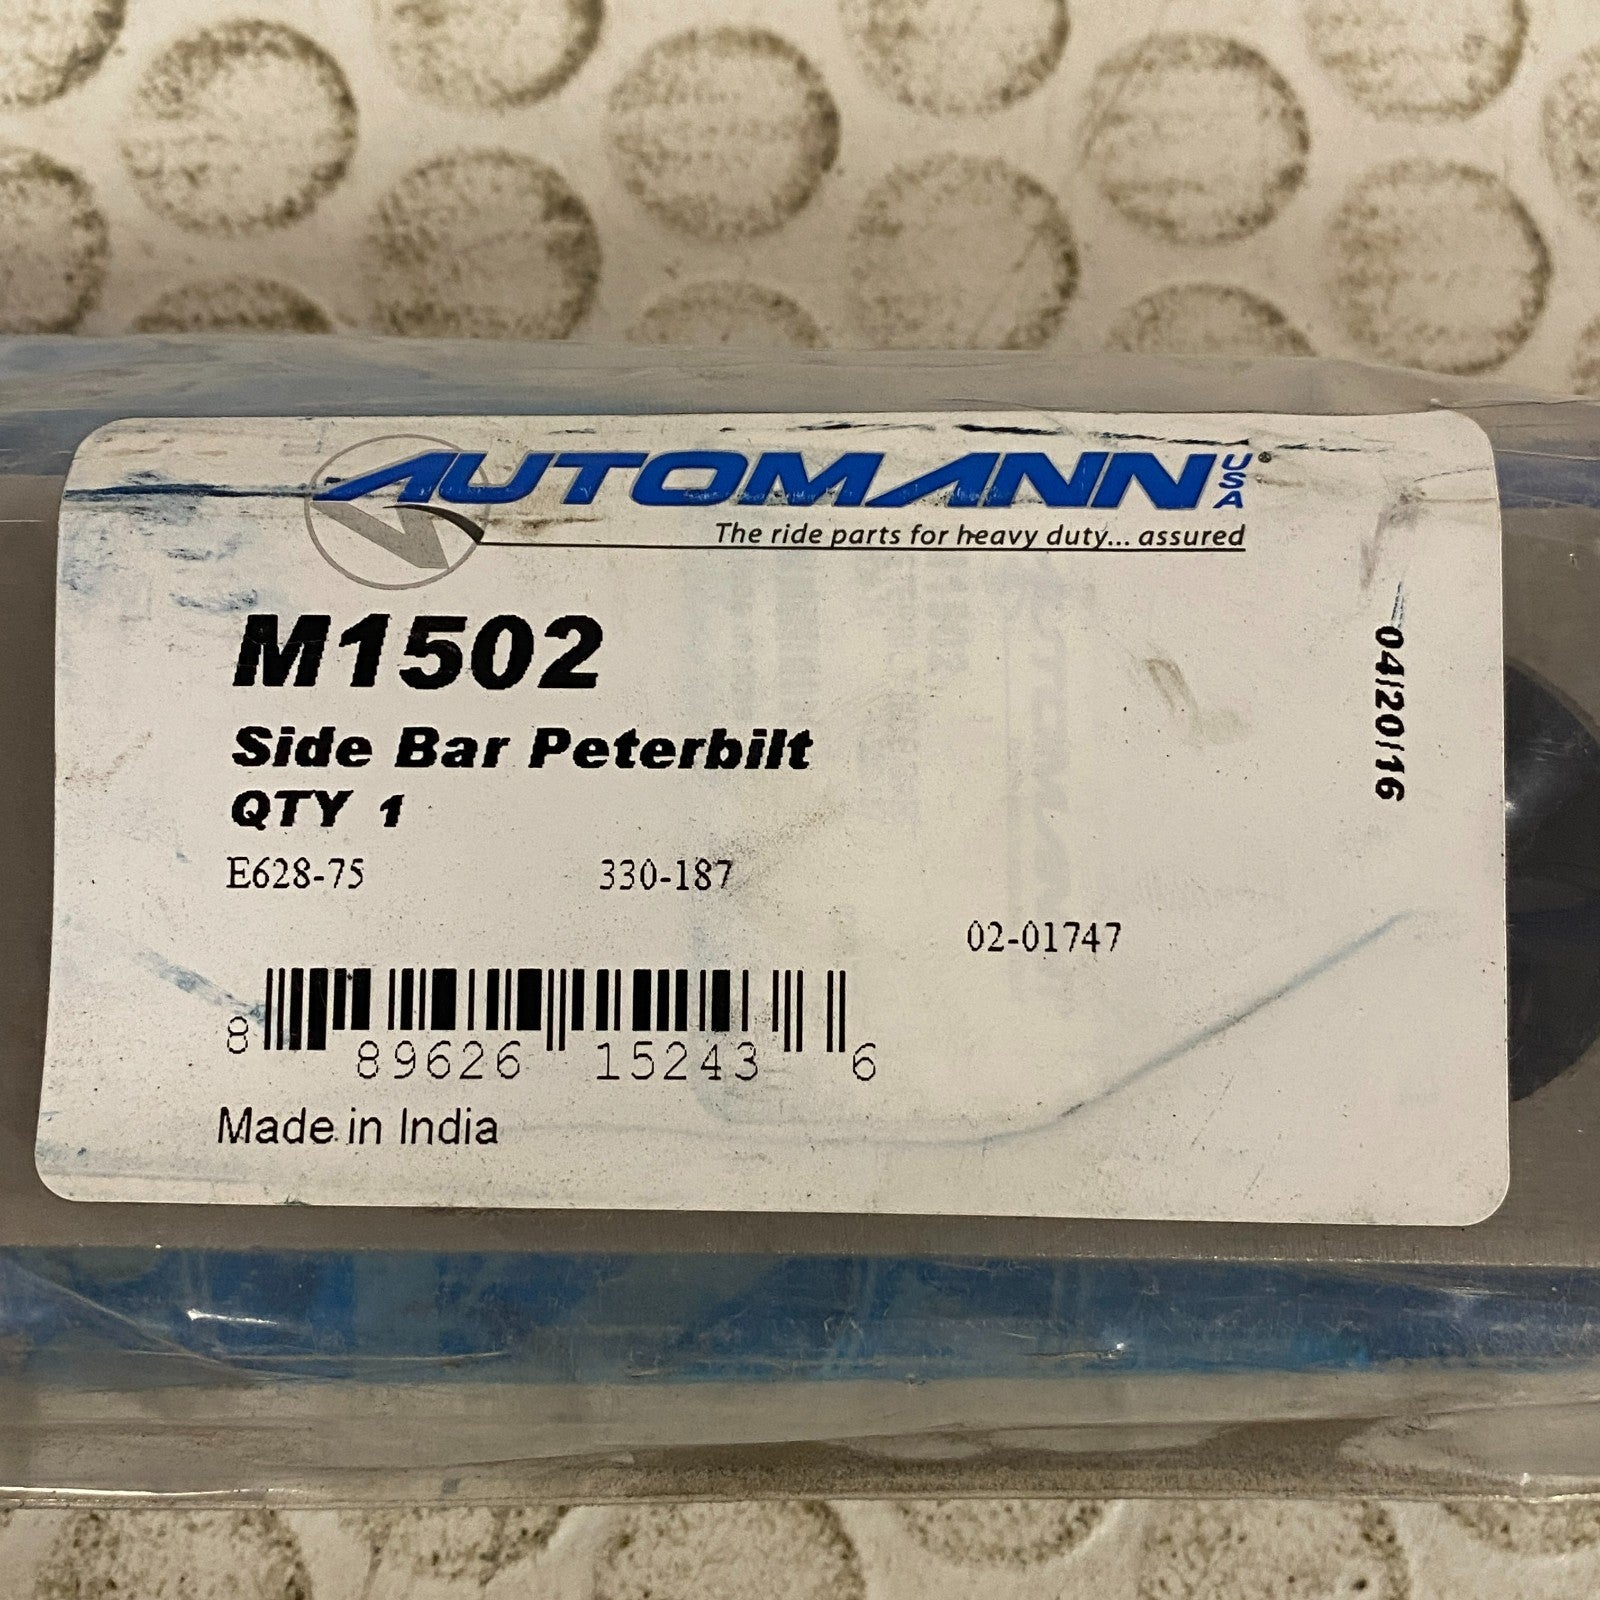 AUTOMANN USA®
The ride parts for heavy duty... assured
M1502
Side Bar Peterbilt
QTY 1
E628-75 330-187
02-01747
8 89626 15243 6
Made in India
04/20/16